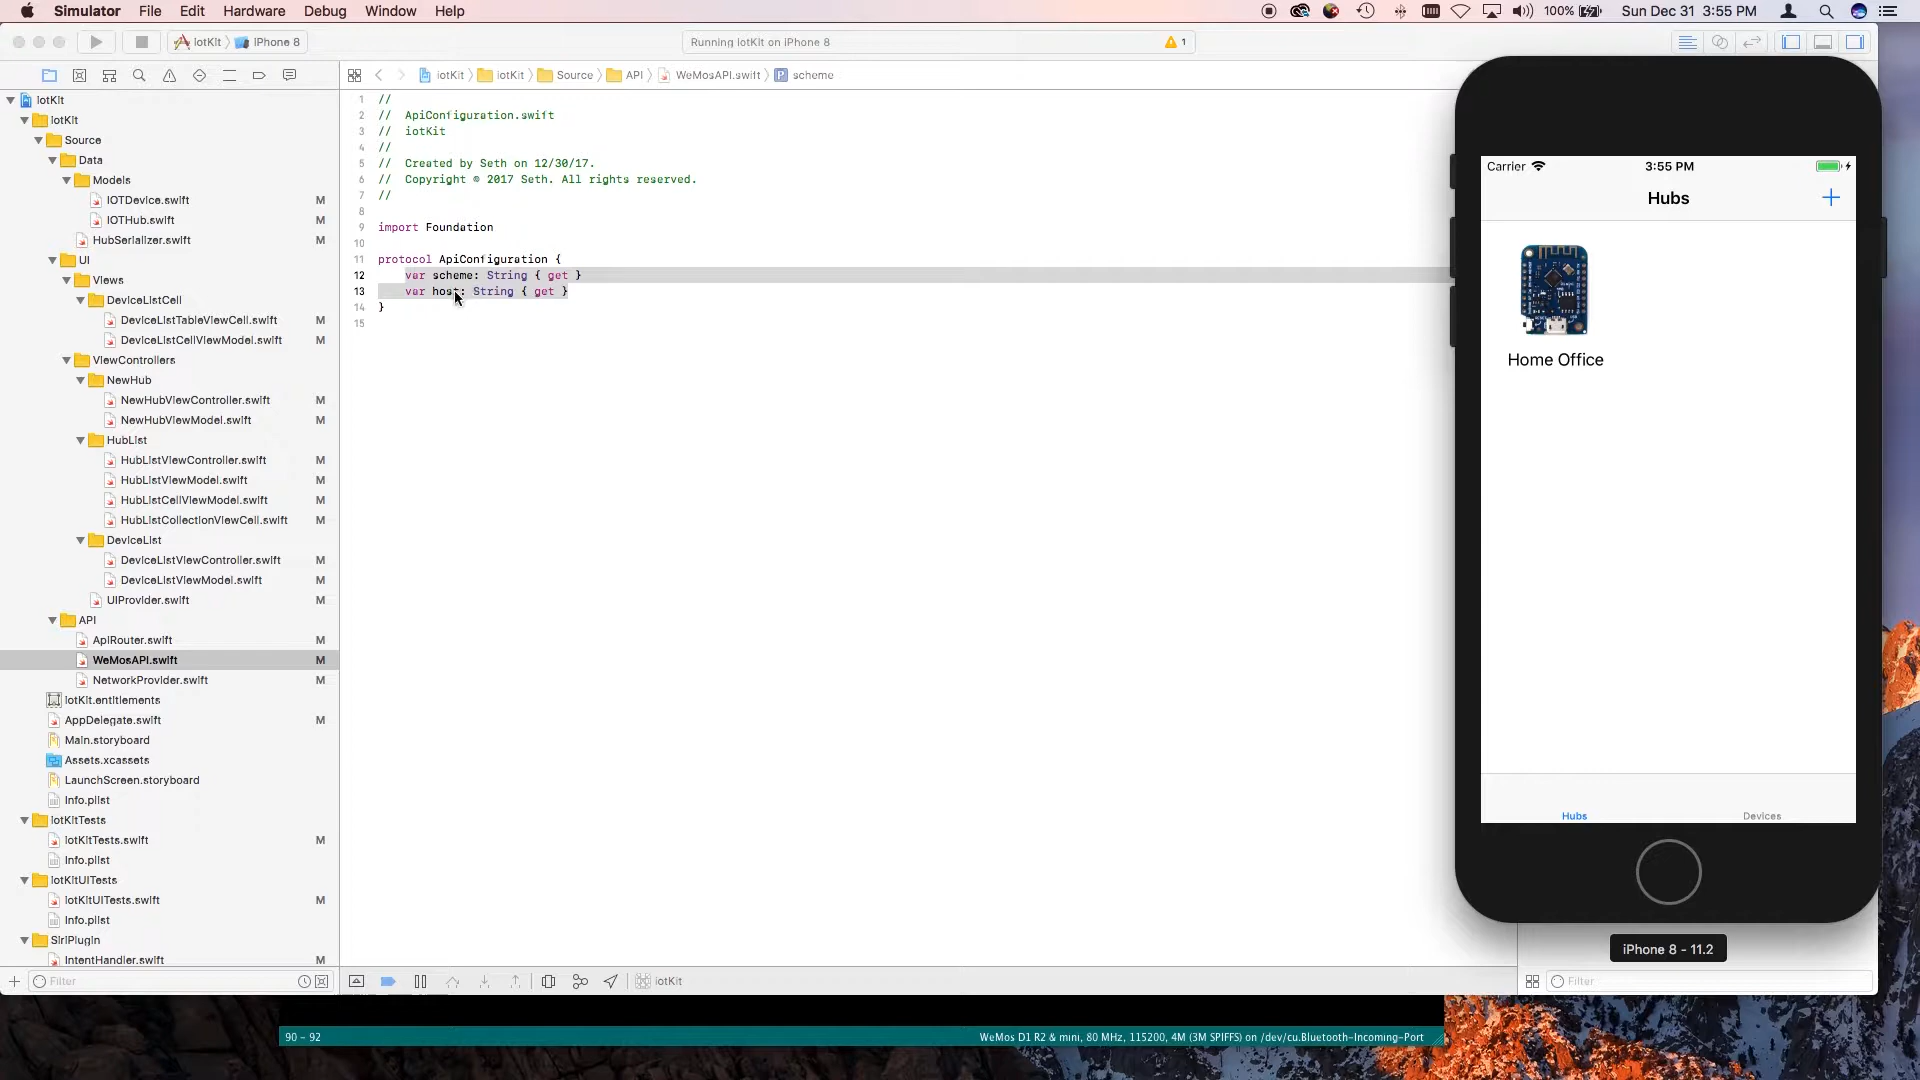 Simulator File Edit Hardware Debug Window Help
100% Sun Dec 31 3:55 PM
IotKit iPhone 8
Running IotKit on iPhone 8
1
iotKit iotKit Source API WeMosAPI.swift P scheme
IotKit
IotKit
Source
Data
Models
IOTDevice.swift M
IOTHub.swift M
HubSerializer.swift M
UI
Views
DeviceListCell
DeviceListTableViewCell.swift M
DeviceListCellViewModel.swift M
ViewControllers
NewHub
NewHubViewController.swift M
NewHubViewModel.swift M
HubList
HubListViewController.swift M
HubListViewModel.swift M
HubListCellViewModel.swift M
HubListCollectionViewCell.swift M
DeviceList
DeviceListViewController.swift M
DeviceListViewModel.swift M
UIProvider.swift M
API
ApiRouter.swift M
WeMosAPI.swift M
NetworkProvider.swift M
IotKit.entitlements
AppDelegate.swift M
Main.storyboard
Assets.xcassets
LaunchScreen.storyboard
Info.plist
IotKitTests
IotKitTests.swift M
Info.plist
IotKitUITests
IotKitUITests.swift M
Info.plist
SiriPlugin
IntentHandler.swift M
Filter
1 //
2 // ApiConfiguration.swift
3 // iotKit
4 //
5 // Created by Seth on 12/30/17.
6 // Copyright © 2017 Seth. All rights reserved.
7 //
8
9 import Foundation
10
11 protocol ApiConfiguration {
12 var scheme: String { get }
13 var host: String { get }
14 }
15
iotKit
Carrier 3:55 PM
Hubs +
Home Office
Hubs Devices
iPhone 8 - 11.2
Filter
90 - 92
WeMos D1 R2 & mini, 80 MHz, 115200, 4M (3M SPIFFS) on /dev/cu.Bluetooth-Incoming-Port